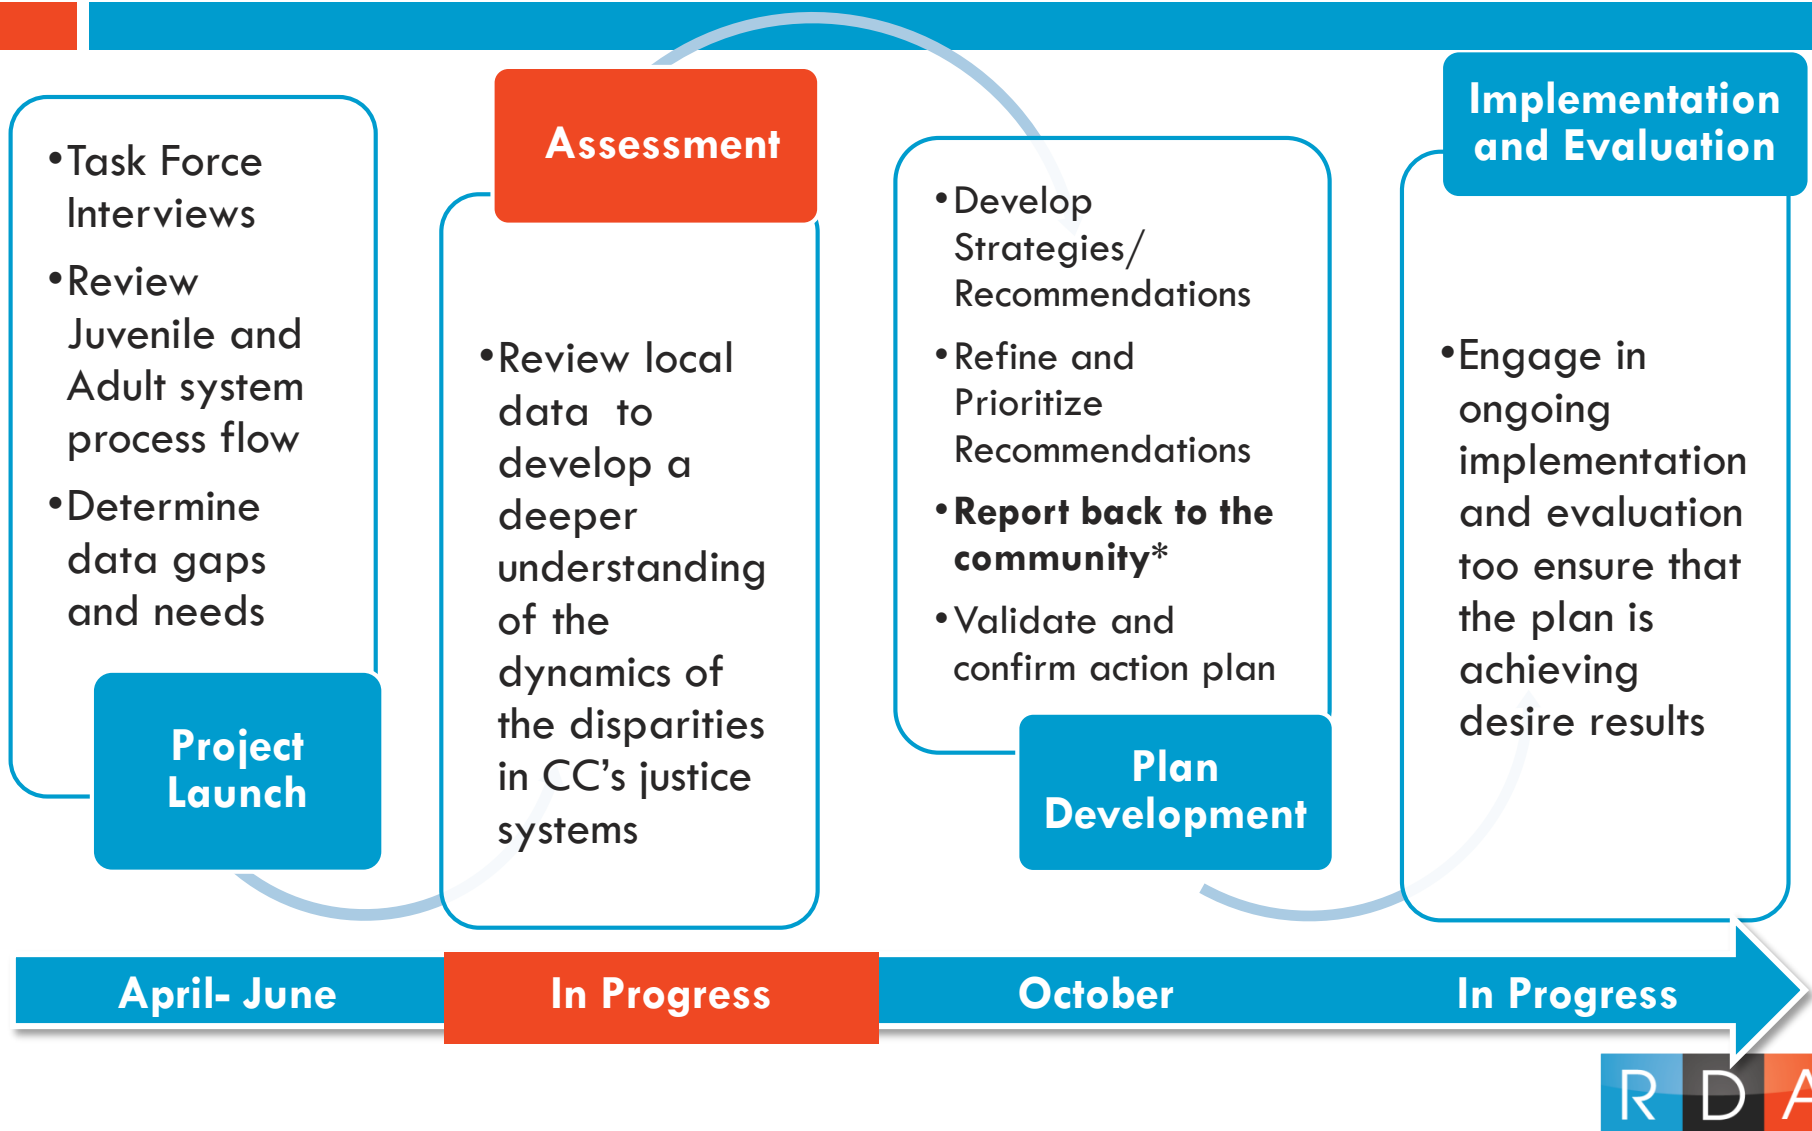 •Task Force
Interviews
•Review
Juvenile and
Adult system
process flow
•Determine
data gaps
and needs
Project
Launch
Assessment
•Review local
data  to
develop a
deeper
understanding
of the
dynamics of
the disparities
in CC’s justice
systems
•Develop
Strategies/
Recommendations
•Refine and
Prioritize
Recommendations
•Report back to the
community*
•Validate and
confirm action plan
Plan
Development
Implementation
and Evaluation
•Engage in
ongoing
implementation
and evaluation
too ensure that
the plan is
achieving
desire results
April- June
In Progress
October
In Progress
RDA